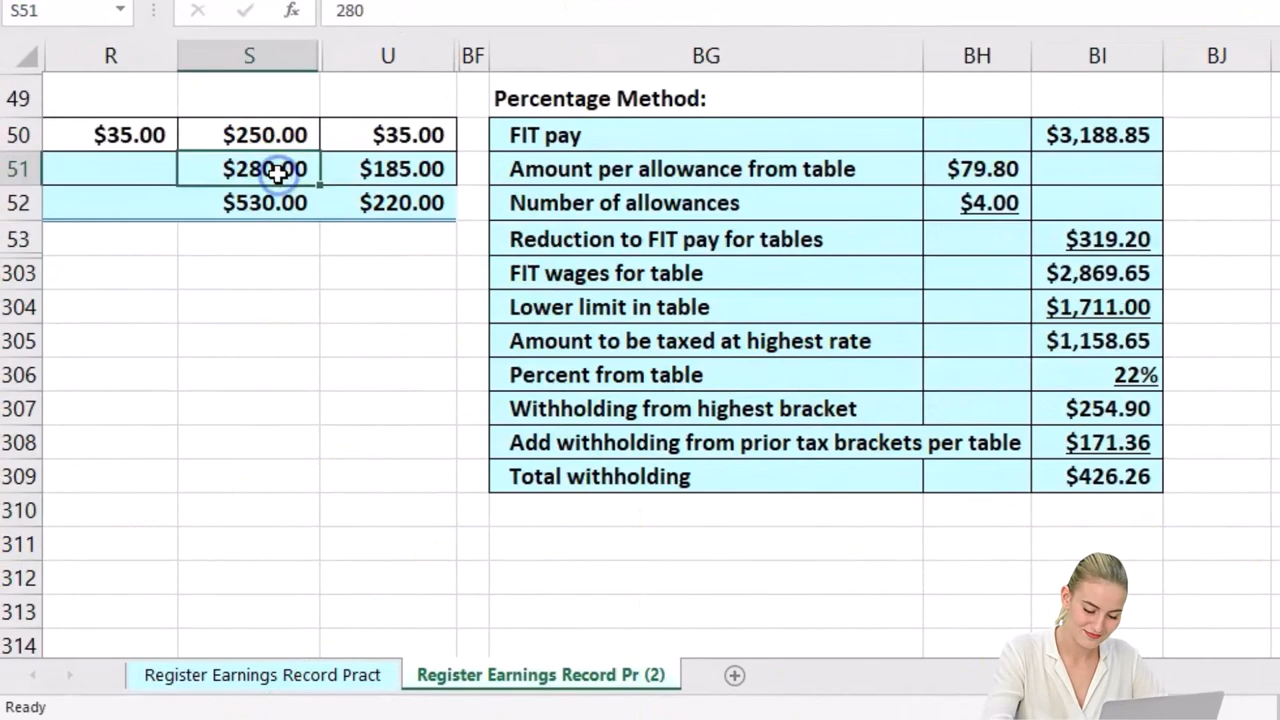 S51 fx 280
R S U BF BG BH BI BJ
49 Percentage Method:
50 $35.00 $250.00 $35.00 FIT pay $3,188.85
51 $280.00 $185.00 Amount per allowance from table $79.80
52 $530.00 $220.00 Number of allowances $4.00
53 Reduction to FIT pay for tables $319.20
303 FIT wages for table $2,869.65
304 Lower limit in table $1,711.00
305 Amount to be taxed at highest rate $1,158.65
306 Percent from table 22%
307 Withholding from highest bracket $254.90
308 Add withholding from prior tax brackets per table $171.36
309 Total withholding $426.26
310
311
312
313
314
Register Earnings Record Pract Register Earnings Record Pr (2)
Ready